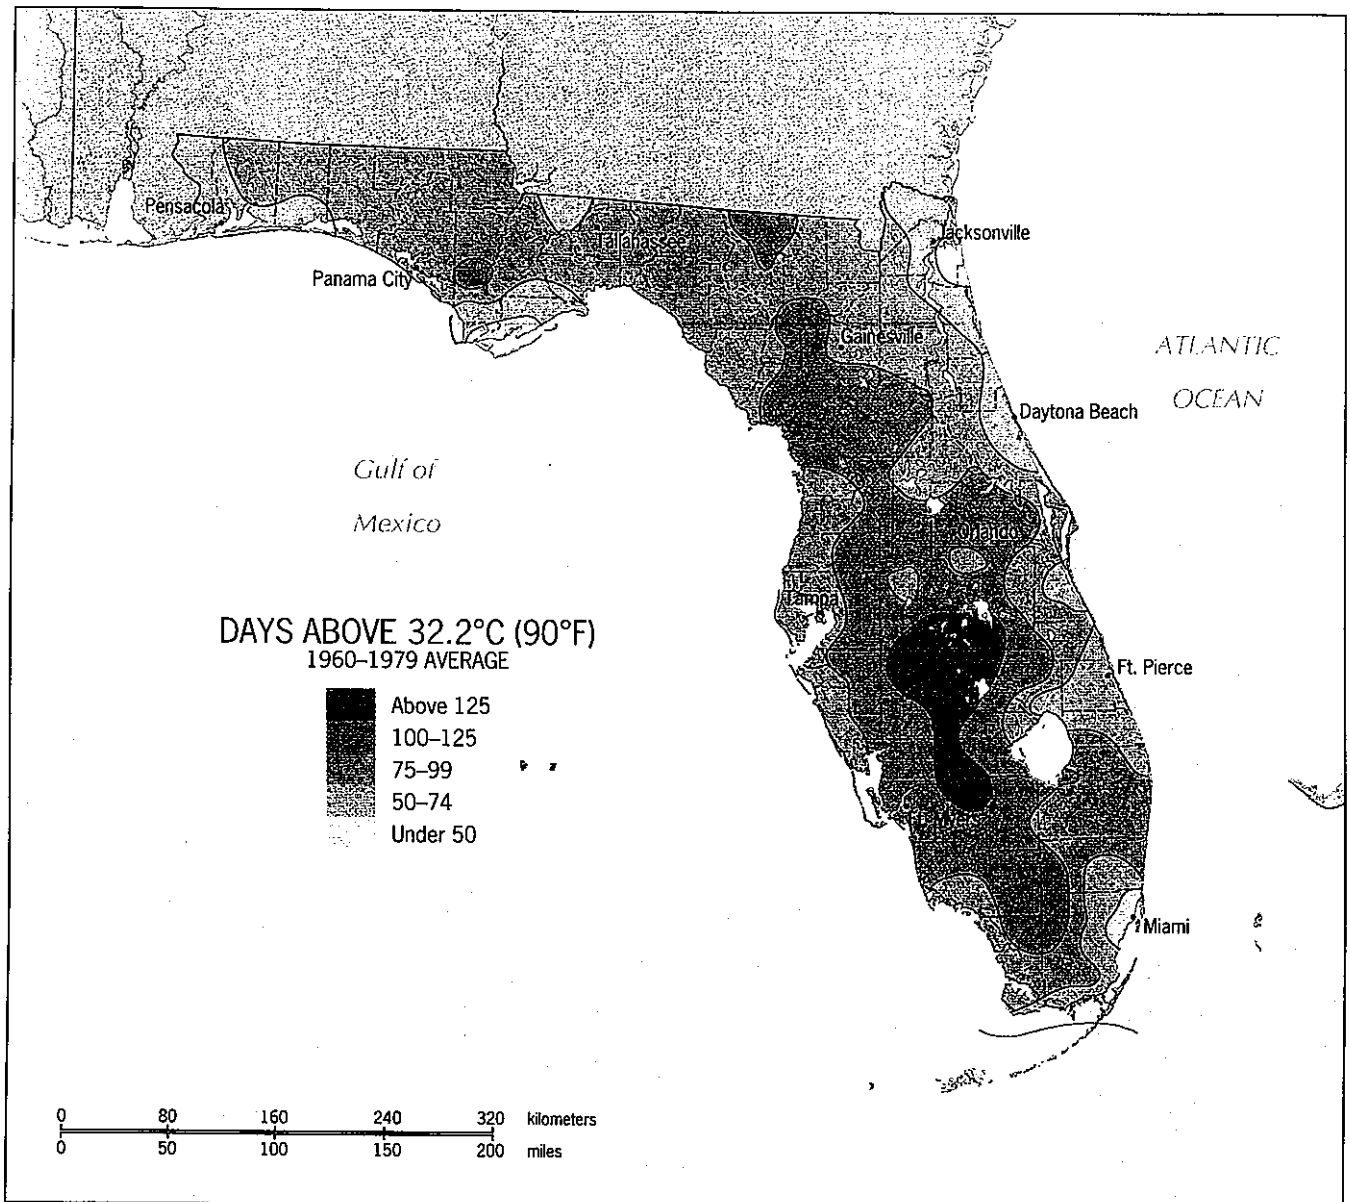 Pensacola
Tallahassee
Jacksonville
Panama City
Gainesville
ATLANTIC
OCEAN
Daytona Beach
Gulf of
Mexico
Orlando
Tampa
DAYS ABOVE 32.2°C (90°F)
1960–1979 AVERAGE
Ft. Pierce
Above 125
100–125
75–99
50–74
Under 50
Miami
0 80 160 240 320 kilometers
0 50 100 150 200 miles